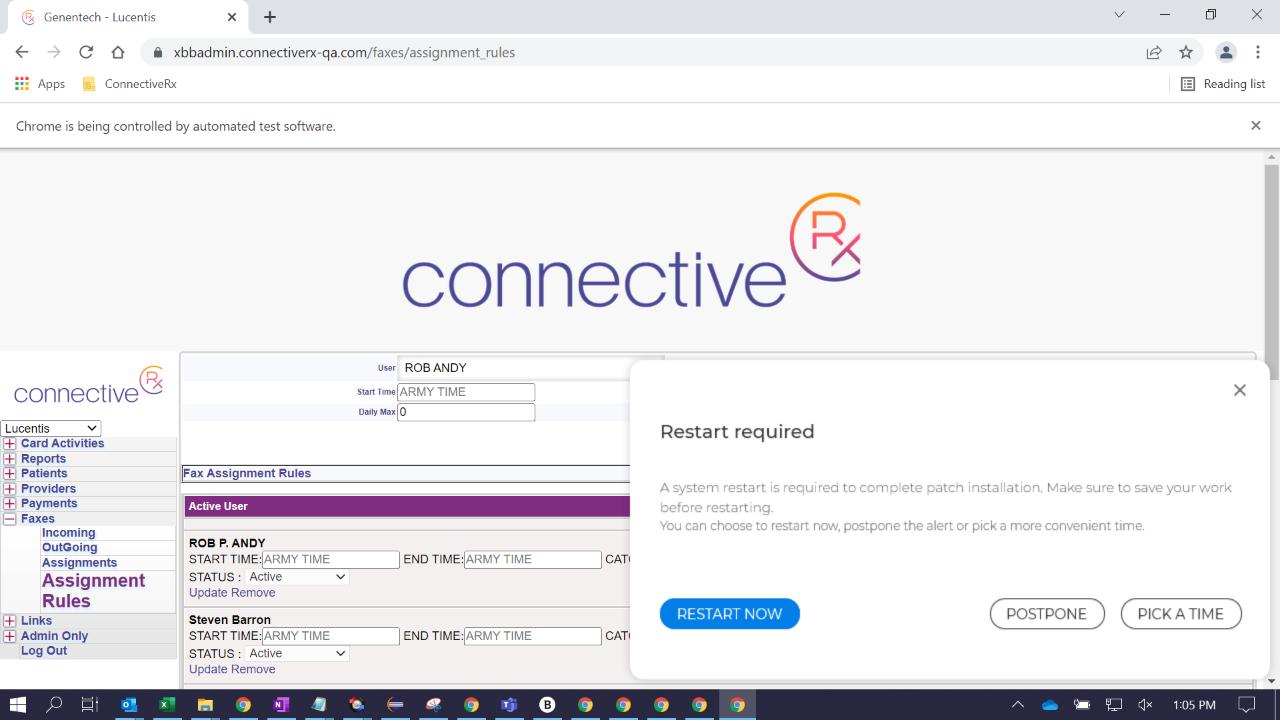 Genentech - Lucentis
xbbadmin.connectiverx-qa.com/faxes/assignment_rules
Apps
ConnectiveRx
Reading list
Chrome is being controlled by automated test software.
connective Rx
connective Rx
Lucentis
Card Activities
Reports
Patients
Providers
Payments
Faxes
Incoming
OutGoing
Assignments
Assignment
Rules
Links
Admin Only
Log Out
User ROB ANDY
Start Time ARMY TIME
Daily Max 0
Fax Assignment Rules
Active User
ROB P. ANDY
START TIME: ARMY TIME END TIME: ARMY TIME
STATUS : Active
Update Remove
Steven Barron
START TIME: ARMY TIME END TIME: ARMY TIME
STATUS : Active
Update Remove
Restart required
A system restart is required to complete patch installation. Make sure to save your work
before restarting.
You can choose to restart now, postpone the alert or pick a more convenient time.
RESTART NOW
POSTPONE
PICK A TIME
1:05 PM